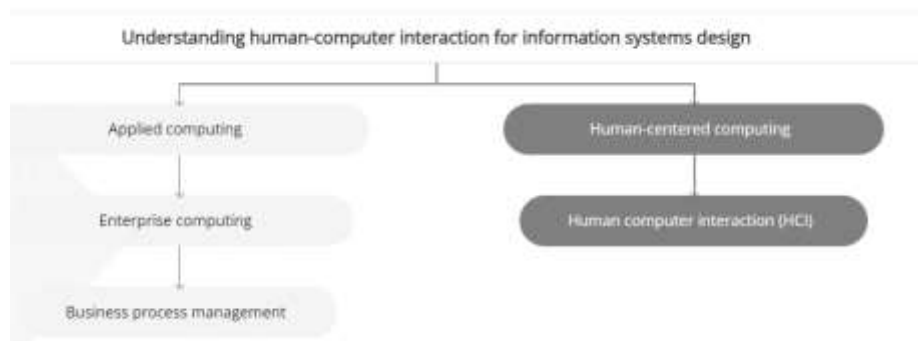 Understanding human-computer interaction for information systems design
Applied computing
Human-centered computing
Enterprise computing
Human computer interaction (HCI)
Business process management